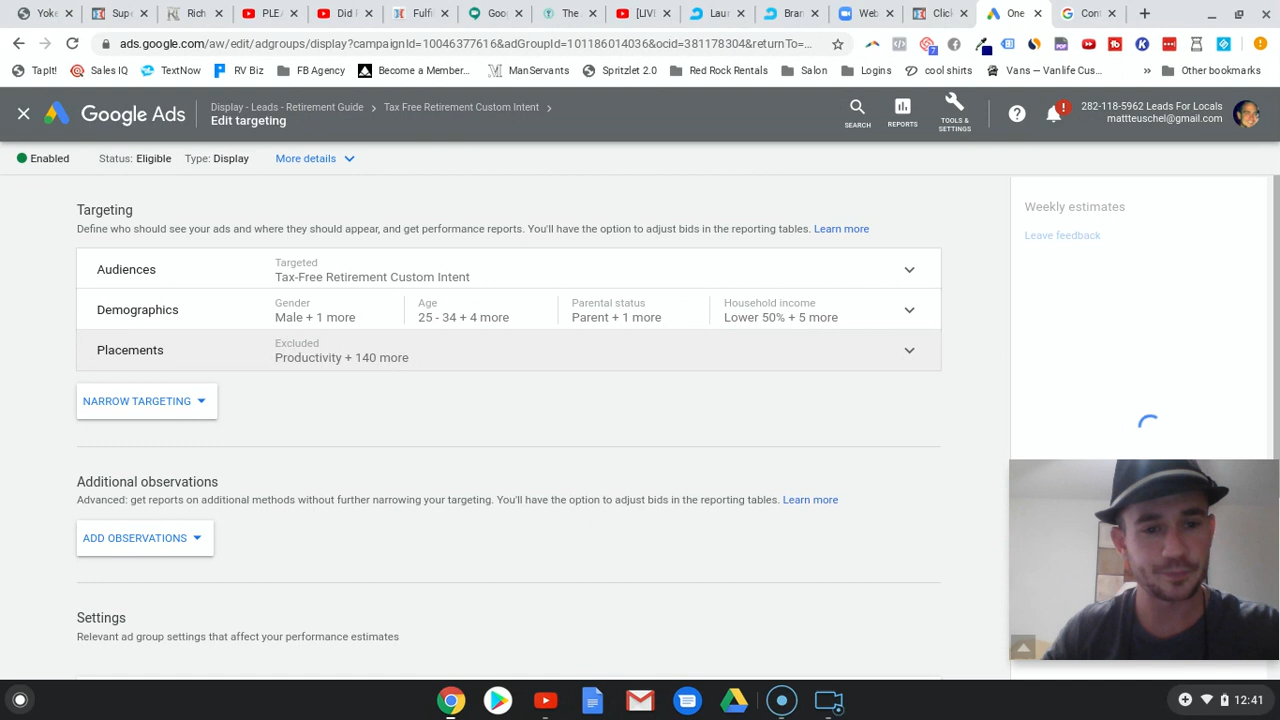 Yoke
Supe
Rich
PLEA
Did F
Fulfil
Goo
The
[LIVE
Laur
Bran
Web
Click
One
Cont
ads.google.com/aw/edit/adgroups/display?campaignId=10046377616&adGroupId=101186014036&ocid=381178304&returnTo=...
TapIt!
Sales IQ
TextNow
RV Biz
FB Agency
Become a Member...
ManServants
Spritzlet 2.0
Red Rock Rentals
Salon
Logins
cool shirts
Vans — Vanlife Cus...
»
Other bookmarks
Google Ads
Display - Leads - Retirement Guide > Tax Free Retirement Custom Intent >
Edit targeting
SEARCH
REPORTS
TOOLS &
SETTINGS
282-118-5962 Leads For Locals
mattteuschel@gmail.com
Enabled Status: Eligible Type: Display More details
Targeting
Define who should see your ads and where they should appear, and get performance reports. You'll have the option to adjust bids in the reporting tables. Learn more
Audiences
Targeted
Tax-Free Retirement Custom Intent
Demographics
Gender
Male + 1 more
Age
25 - 34 + 4 more
Parental status
Parent + 1 more
Household income
Lower 50% + 5 more
Placements
Excluded
Productivity + 140 more
NARROW TARGETING
Additional observations
Advanced: get reports on additional methods without further narrowing your targeting. You'll have the option to adjust bids in the reporting tables. Learn more
ADD OBSERVATIONS
Settings
Relevant ad group settings that affect your performance estimates
Weekly estimates
Leave feedback
12:41